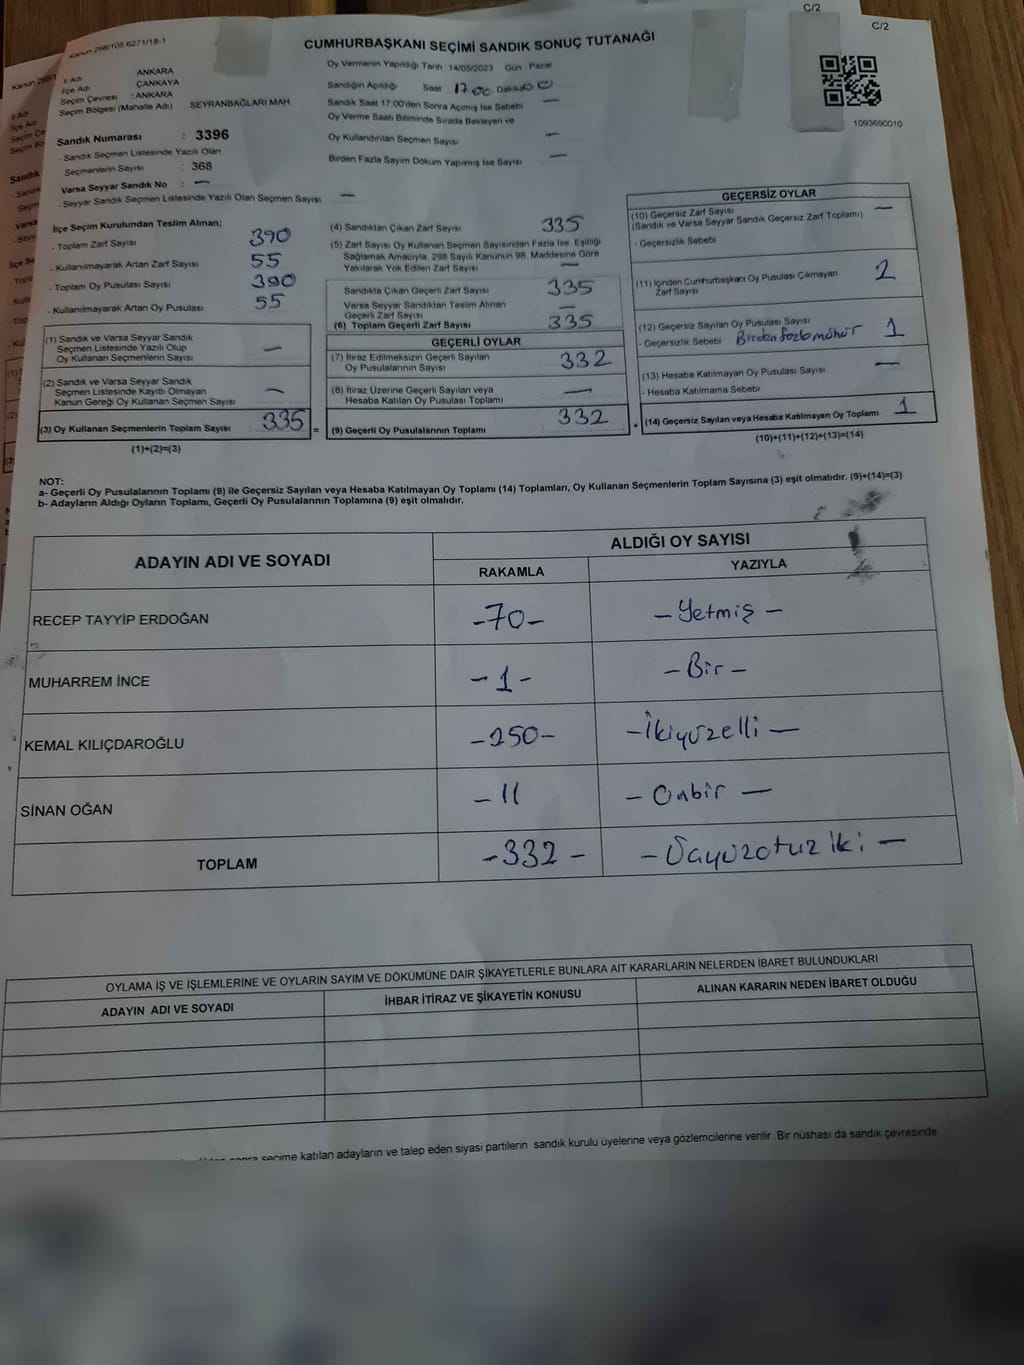 C/2
C/2
Kanun 298/105 6271/18-1
CUMHURBAŞKANI SEÇİMİ SANDIK SONUÇ TUTANAĞI
İl Adı ANKARA
İlçe Adı ÇANKAYA
Seçim Çevresi : ANKARA
Seçim Bölgesi (Mahalle Adı) SEYRANBAĞLARI MAH
Sandık Numarası : 3396
- Sandık Seçmen Listesinde Yazılı Olan
Seçmenlerin Sayısı : 368
Varsa Seyyar Sandık No : —
- Seyyar Sandık Seçmen Listesinde Yazılı Olan Seçmen Sayısı —
Oy Vermenin Yapıldığı Tarih 14/05/2023 Gün Pazar
Sandığın Açıldığı Saat 17.00 Dakika 00
Sandık Saat 17:00'den Sonra Açımış İse Sebebi —
Oy Verme Saati Bitiminde Sırada Bekleyen ve
Oy Kullandırılan Seçmen Sayısı —
Birden Fazla Sayım Döküm Yapılmış İse Sayısı —
1093690010
İlçe Seçim Kurulundan Teslim Alınan;
- Toplam Zarf Sayısı 390
- Kullanılmayarak Artan Zarf Sayısı 55
- Toplam Oy Pusulası Sayısı 390
- Kullanılmayarak Artan Oy Pusulası 55
(1) Sandık ve Varsa Seyyar Sandık
Seçmen Listesinde Yazılı Olup
Oy Kullanan Seçmenlerin Sayısı —
(2) Sandık ve Varsa Seyyar Sandık
Seçmen Listesinde Kayıtlı Olmayan
Kanun Gereği Oy Kullanan Seçmen Sayısı —
(3) Oy Kullanan Seçmenlerin Toplam Sayısı 335 =
(1)+(2)=(3)
(4) Sandıktan Çıkan Zarf Sayısı 335
(5) Zarf Sayısı Oy Kullanan Seçmen Sayısından Fazla İse, Eşitliği
Sağlamak Amacıyla, 298 Sayılı Kanunun 98. Maddesine Göre
Yakılarak Yok Edilen Zarf Sayısı —
Sandıkta Çıkan Geçerli Zarf Sayısı 335
Varsa Seyyar Sandıktan Teslim Alınan
Geçerli Zarf Sayısı —
(6) Toplam Geçerli Zarf Sayısı 335
GEÇERLİ OYLAR
(7) İtiraz Edilmeksizin Geçerli Sayılan
Oy Pusulalarının Sayısı 332
(8) İtiraz Üzerine Geçerli Sayılan veya
Hesaba Katılan Oy Pusulası Toplamı —
(9) Geçerli Oy Pusulalarının Toplamı 332 +
GEÇERSİZ OYLAR
(10) Geçersiz Zarf Sayısı —
(Sandık ve Varsa Seyyar Sandık Geçersiz Zarf Toplamı)
- Geçersizlik Sebebi
(11) İçinden Cumhurbaşkanı Oy Pusulası Çıkmayan
Zarf Sayısı 2
(12) Geçersiz Sayılan Oy Pusulası Sayısı 1
- Geçersizlik Sebebi Birden fazla mühür
(13) Hesaba Katılmayan Oy Pusulası Sayısı —
- Hesaba Katılmama Sebebi
(14) Geçersiz Sayılan veya Hesaba Katılmayan Oy Toplamı 1
(10)+(11)+(12)+(13)=(14)
NOT:
a- Geçerli Oy Pusulalarının Toplamı (9) ile Geçersiz Sayılan veya Hesaba Katılmayan Oy Toplamı (14) Toplamları, Oy Kullanan Seçmenlerin Toplam Sayısına (3) eşit olmalıdır. (9)+(14)=(3)
b- Adayların Aldığı Oyların Toplamı, Geçerli Oy Pusulalarının Toplamına (9) eşit olmalıdır.
ADAYIN ADI VE SOYADI ALDIĞI OY SAYISI
RAKAMLA YAZIYLA
RECEP TAYYİP ERDOĞAN -70- - Yetmiş -
MUHARREM İNCE -1- - Bir -
KEMAL KILIÇDAROĞLU -250- - İkiyüzelli -
SİNAN OĞAN - 11 - Onbir -
TOPLAM -332- - Üçyüzotuz iki -
OYLAMA İŞ VE İŞLEMLERİNE VE OYLARIN SAYIM VE DÖKÜMÜNE DAİR ŞİKAYETLERLE BUNLARA AİT KARARLARIN NELERDEN İBARET BULUNDUKLARI
ADAYIN ADI VE SOYADI İHBAR İTİRAZ VE ŞİKAYETİN KONUSU ALINAN KARARIN NEDEN İBARET OLDUĞU
sonra seçime katılan adayların ve talep eden siyasi partilerin sandık kurulu üyelerine veya gözlemcilerine verilir. Bir nüshası da sandık çevresinde